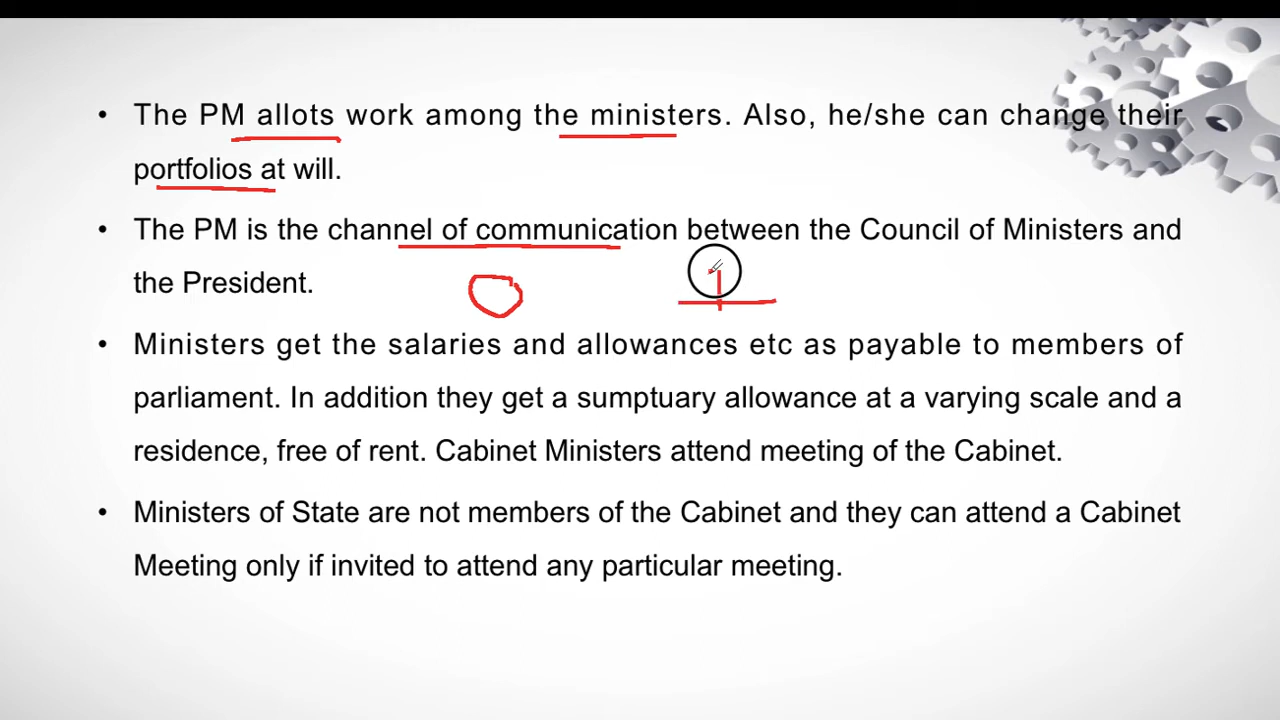 • The PM allots work among the ministers. Also, he/she can change their
portfolios at will.
• The PM is the channel of communication between the Council of Ministers and
the President.
• Ministers get the salaries and allowances etc as payable to members of
parliament. In addition they get a sumptuary allowance at a varying scale and a
residence, free of rent. Cabinet Ministers attend meeting of the Cabinet.
• Ministers of State are not members of the Cabinet and they can attend a Cabinet
Meeting only if invited to attend any particular meeting.